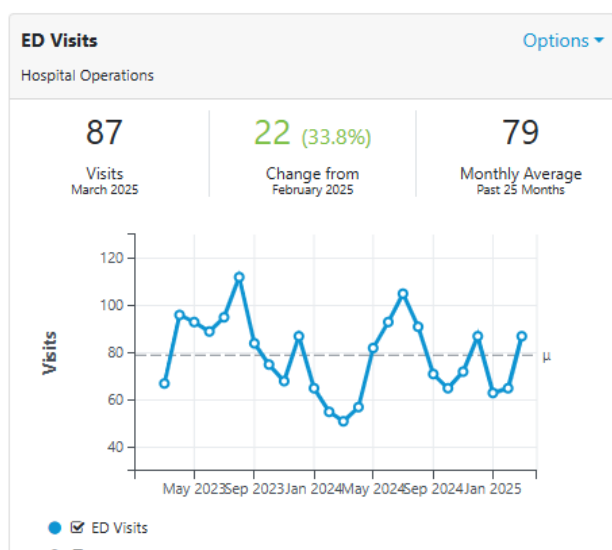 ED Visits
Options
Hospital Operations
87
Visits
March 2025
22 (33.8%)
Change from
February 2025
79
Monthly Average
Past 25 Months
Visits
120
100
80
60
40
μ
May 2023 Sep 2023 Jan 2024 May 2024 Sep 2024 Jan 2025
ED Visits